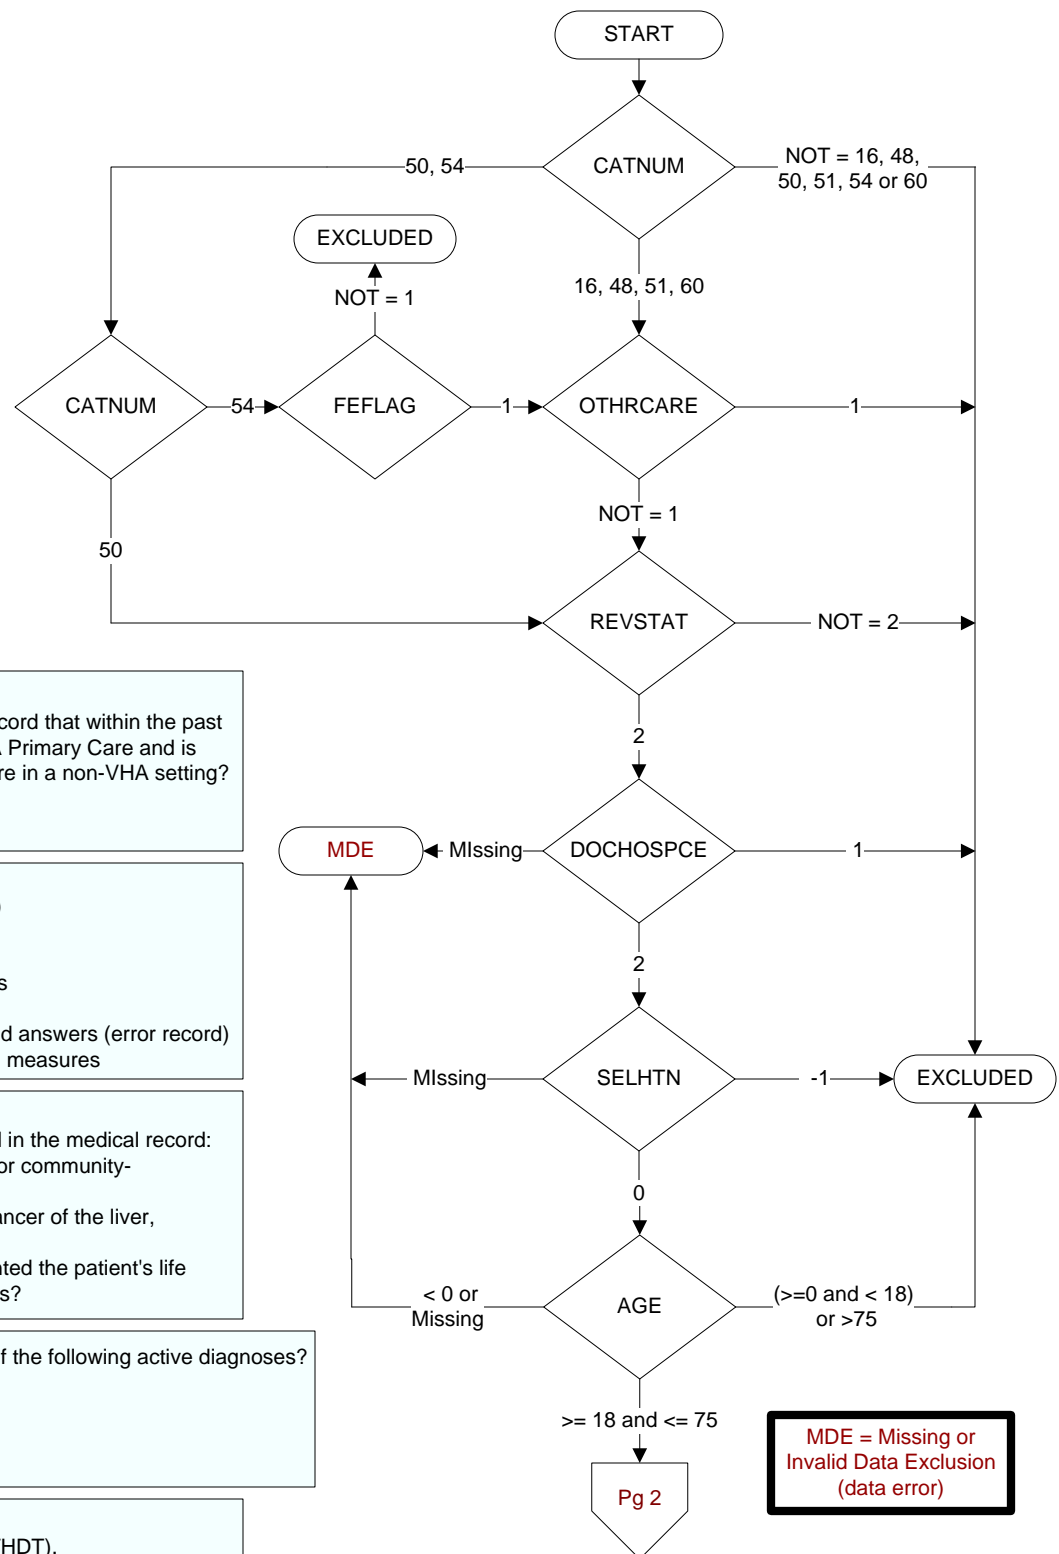 START
CATNUM
50, 54
NOT = 16, 48,
50, 51, 54 or 60
EXCLUDED
NOT = 1
16, 48, 51, 60
CATNUM
54
FEFLAG
1
OTHRCARE
1
NOT = 1
50
REVSTAT
NOT = 2
2
cord that within the past
Primary Care and is
re in a non-VHA setting?
MDE
MIssing
DOCHOSPCE
1
2
)
s
d answers (error record)
measures
MIssing
SELHTN
-1
EXCLUDED
0
d in the medical record:
or community-
ancer of the liver,
nted the patient's life
s?
< 0 or
Missing
AGE
(>=0 and < 18)
or >75
f the following active diagnoses?
>= 18 and <= 75
Pg 2
MDE = Missing or
Invalid Data Exclusion
(data error)
HDT).